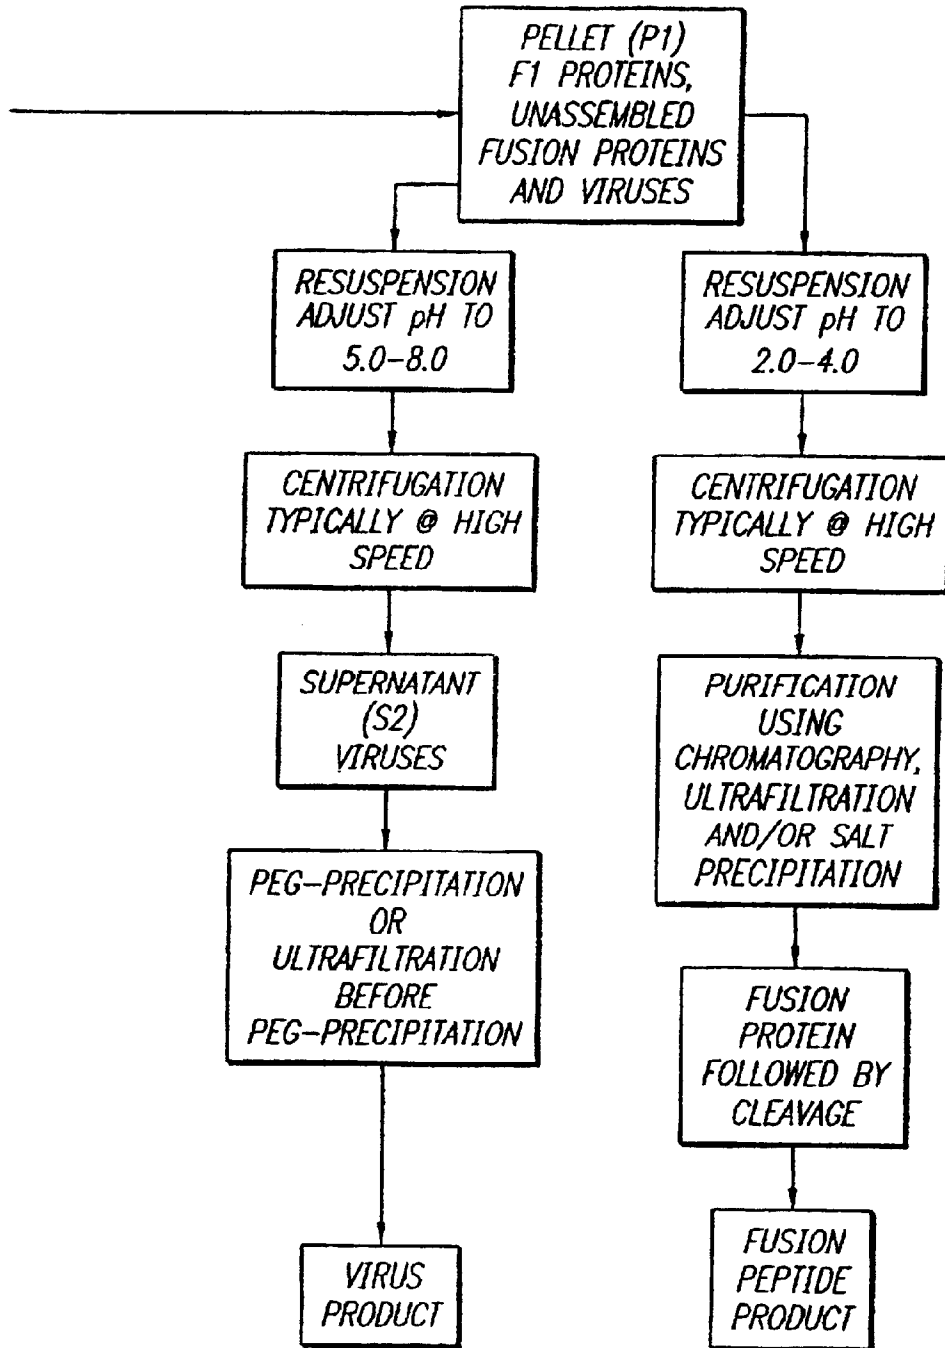 PELLET (P1)
F1 PROTEINS,
UNASSEMBLED
FUSION PROTEINS
AND VIRUSES
RESUSPENSION
ADJUST pH TO
5.0-8.0
CENTRIFUGATION
TYPICALLY @ HIGH
SPEED
SUPERNATANT
(S2)
VIRUSES
PEG-PRECIPITATION
OR
ULTRAFILTRATION
BEFORE
PEG-PRECIPITATION
VIRUS
PRODUCT
RESUSPENSION
ADJUST pH TO
2.0-4.0
CENTRIFUGATION
TYPICALLY @ HIGH
SPEED
PURIFICATION
USING
CHROMATOGRAPHY,
ULTRAFILTRATION
AND/OR SALT
PRECIPITATION
FUSION
PROTEIN
FOLLOWED BY
CLEAVAGE
FUSION
PEPTIDE
PRODUCT